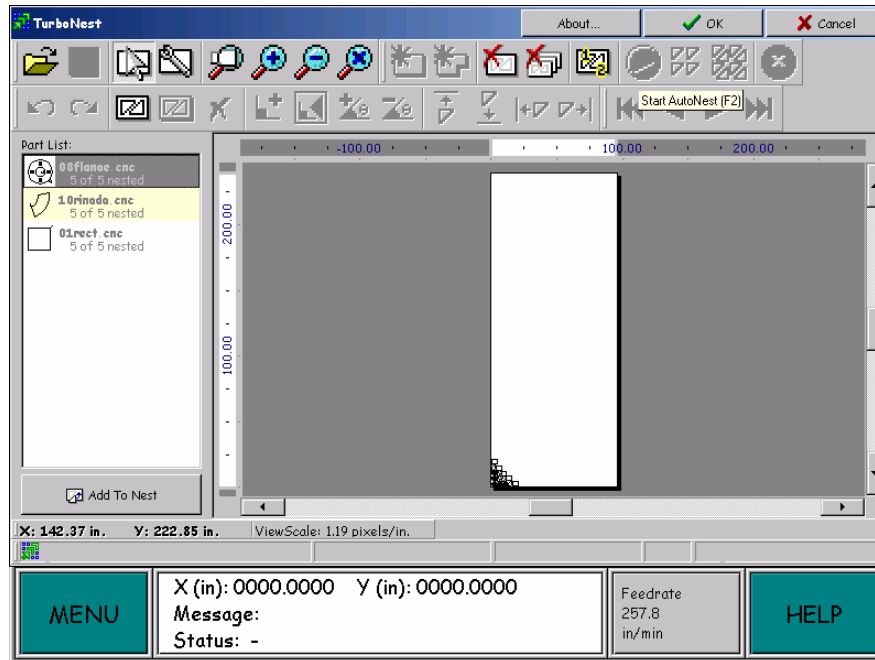 TurboNest
About...
OK
Cancel
Start AutoNest (F2)
Part List:
08flange.cnc
5 of 5 nested
10rinado.cnc
5 of 5 nested
01rect.cnc
5 of 5 nested
-100.00
100.00
200.00
200.00
100.00
Add To Nest
X: 142.37 in. Y: 222.85 in. ViewScale: 1.19 pixels/in.
MENU
X (in): 0000.0000 Y (in): 0000.0000
Message:
Status: -
Feedrate
257.8
in/min
HELP